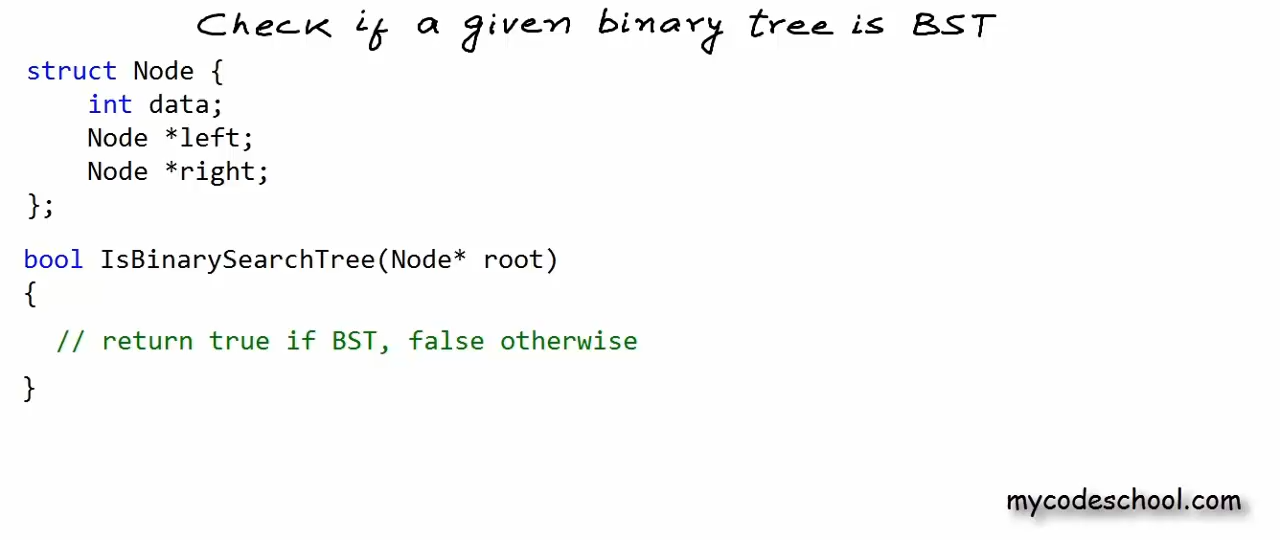 Check if a given binary tree is BST
struct Node {
int data;
Node *left;
Node *right;
};
bool IsBinarySearchTree(Node* root)
{
// return true if BST, false otherwise
}
mycodeschool.com